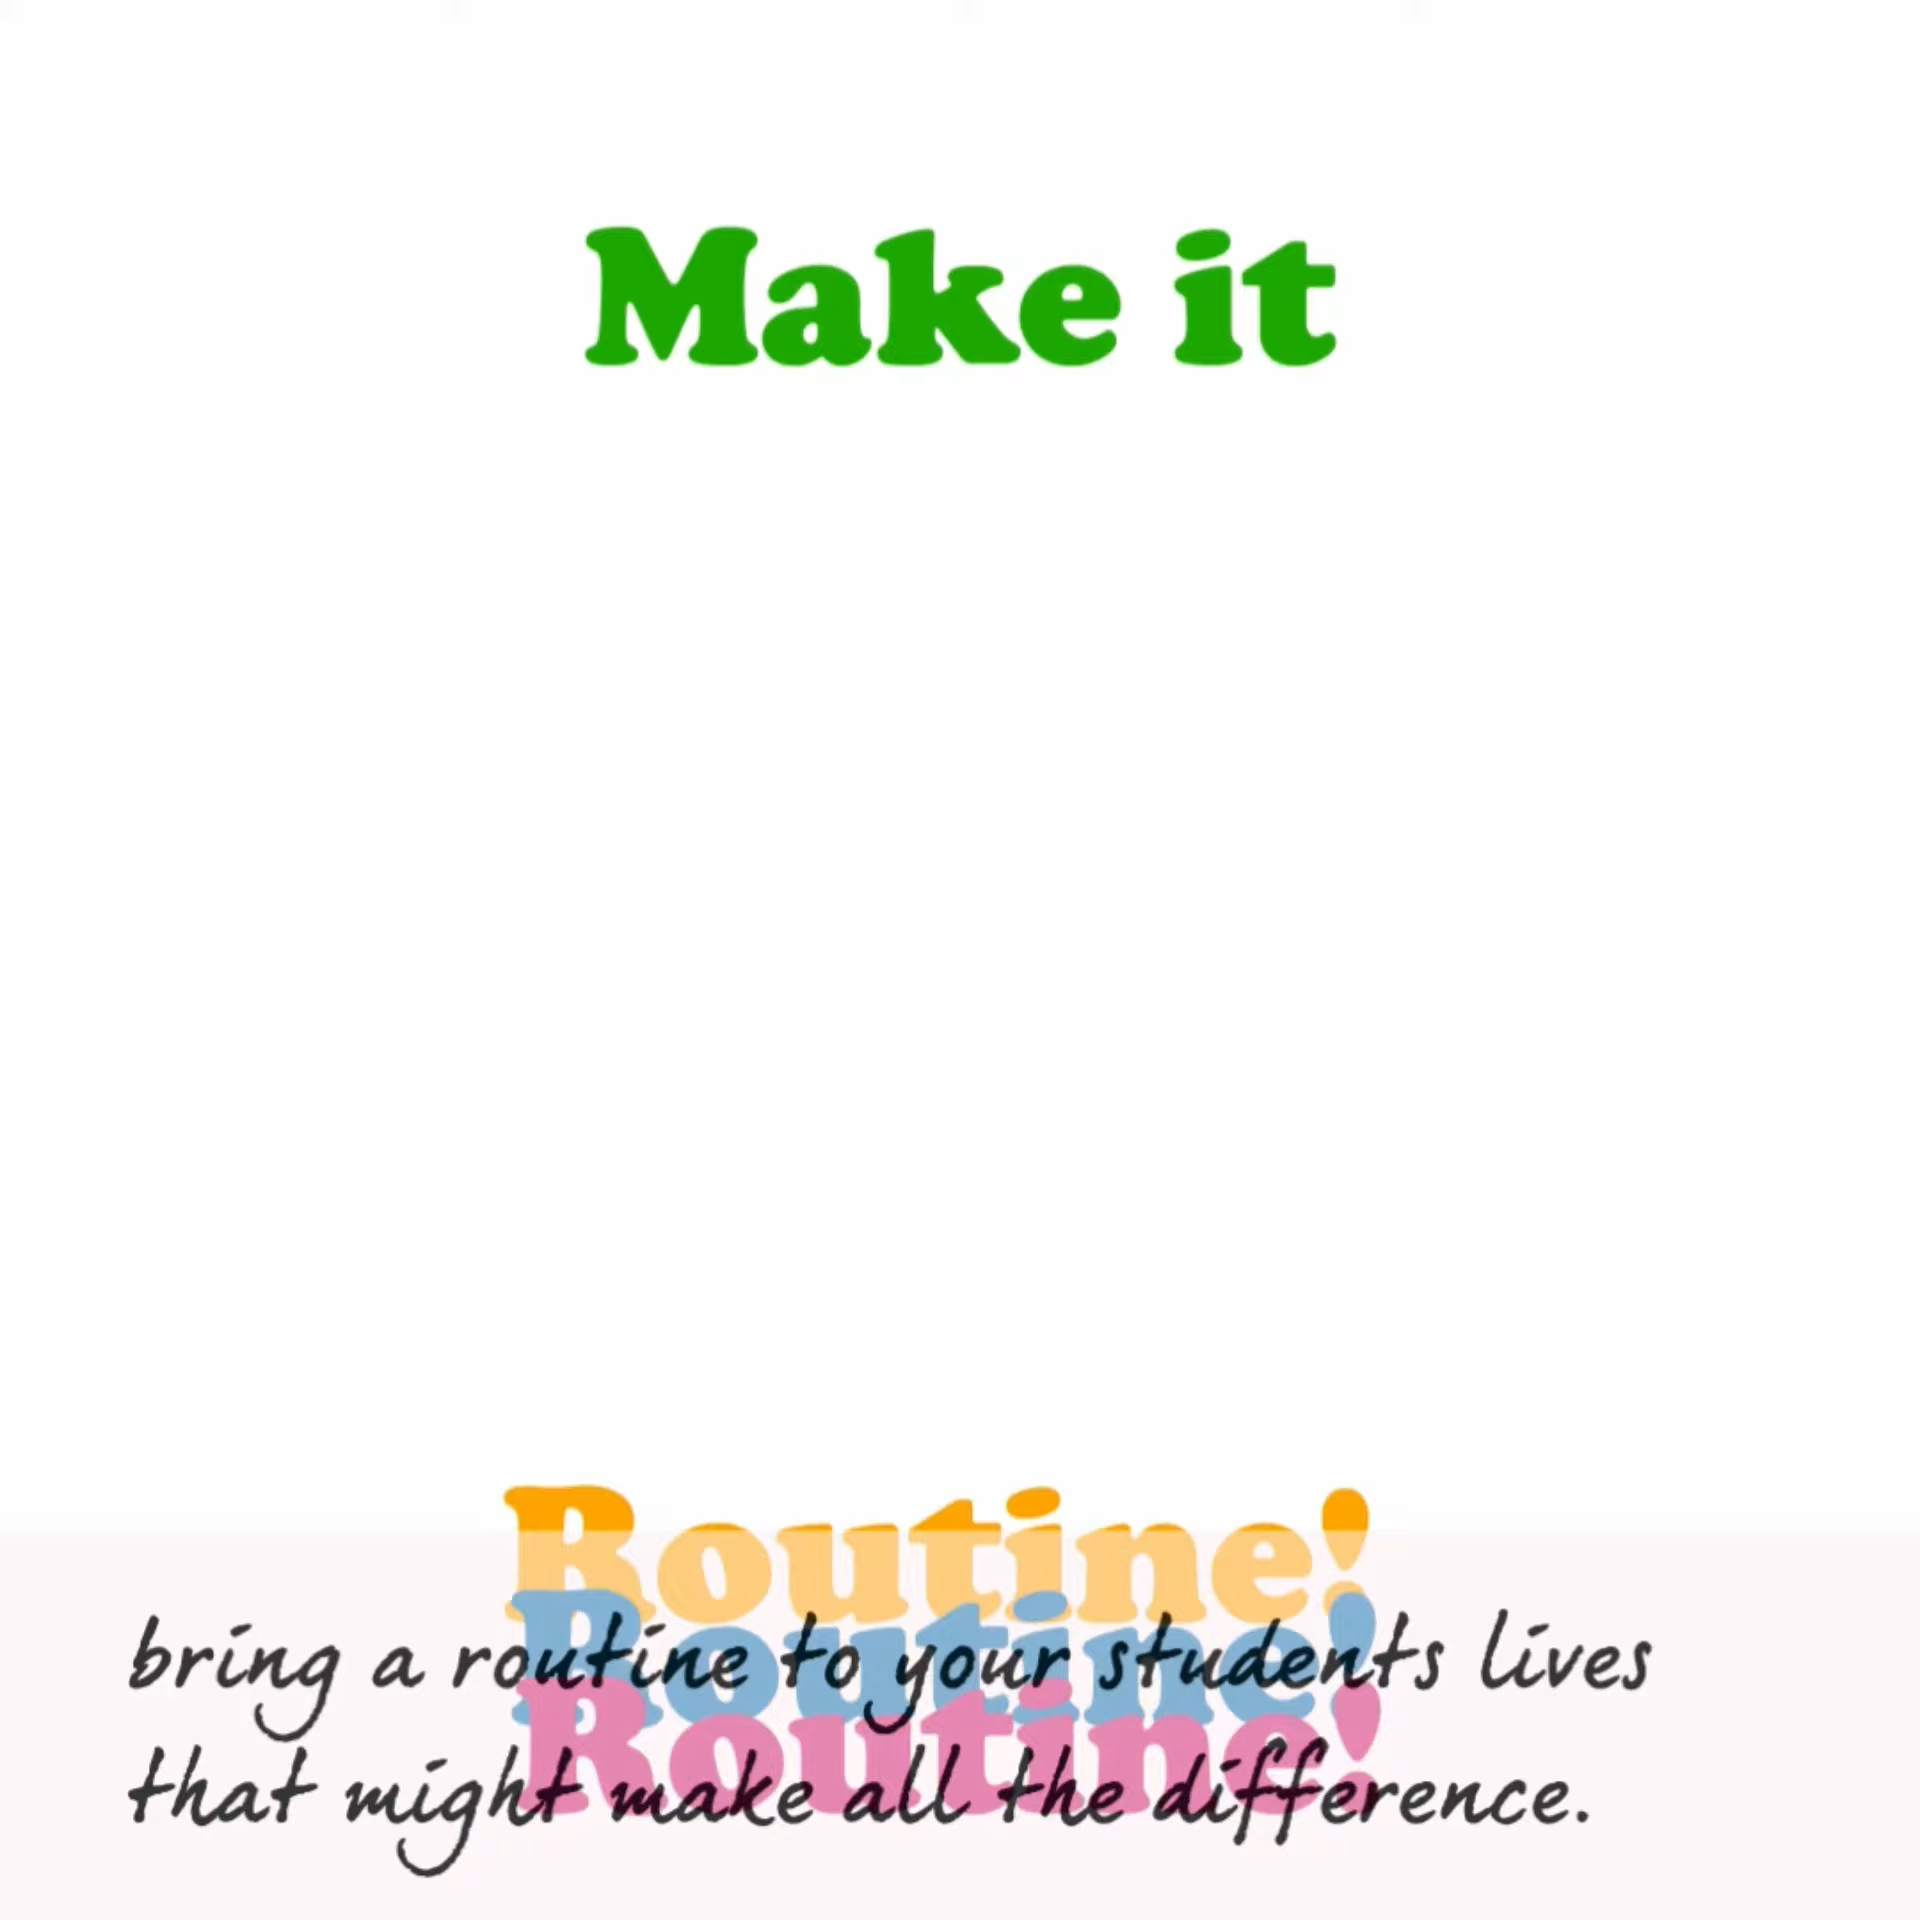 Make it
Routine!
Routine!
Routine!
bring a routine to your students lives
that might make all the difference.